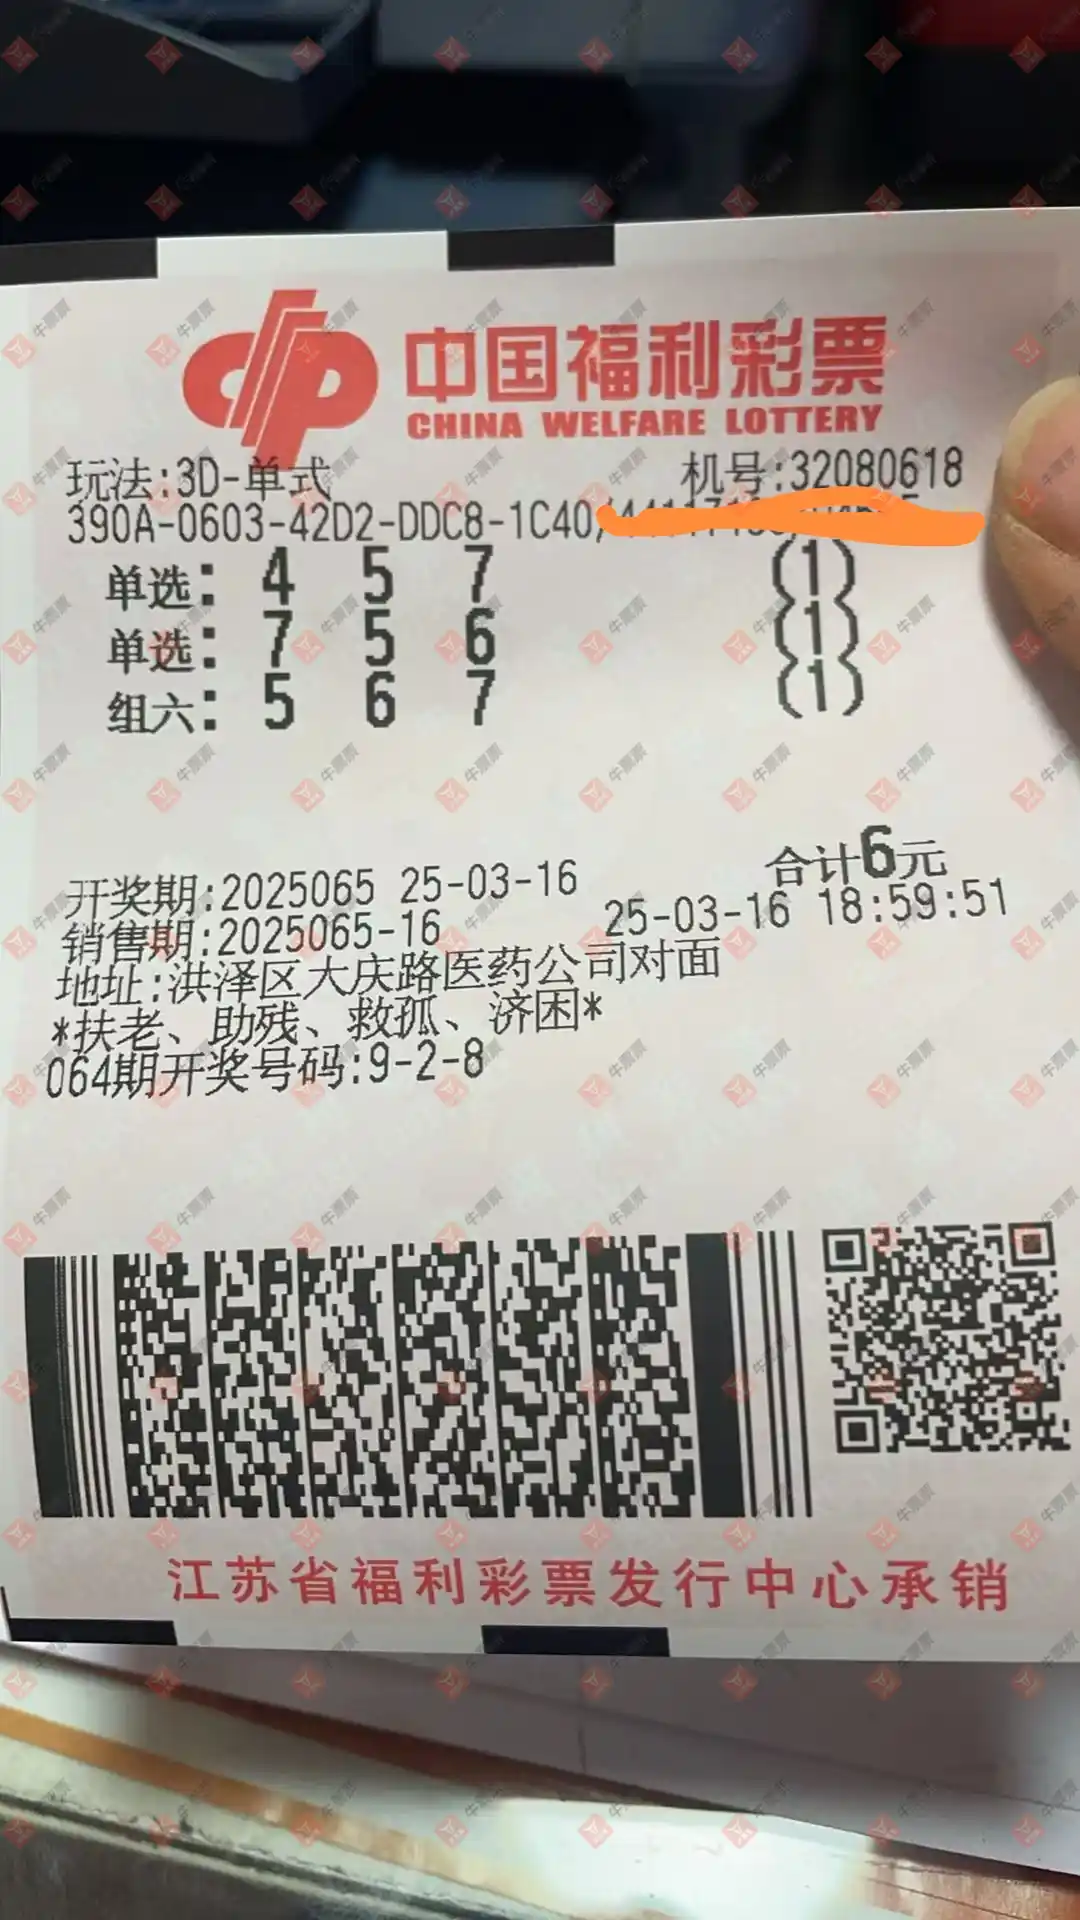 中国福利彩票
CHINA WELFARE LOTTERY
玩法:3D-单式 机号:32080618
390A-0603-42D2-DDC8-1C40/
单选: 4 5 7 (1)
单选: 7 5 6 (1)
组六: 5 6 7 (1)
合计6元
开奖期:2025065 25-03-16
销售期:2025065-16 25-03-16 18:59:51
地址:洪泽区大庆路医药公司对面
*扶老、助残、救孤、济困*
064期开奖号码:9-2-8
江苏省福利彩票发行中心承销
牛票票